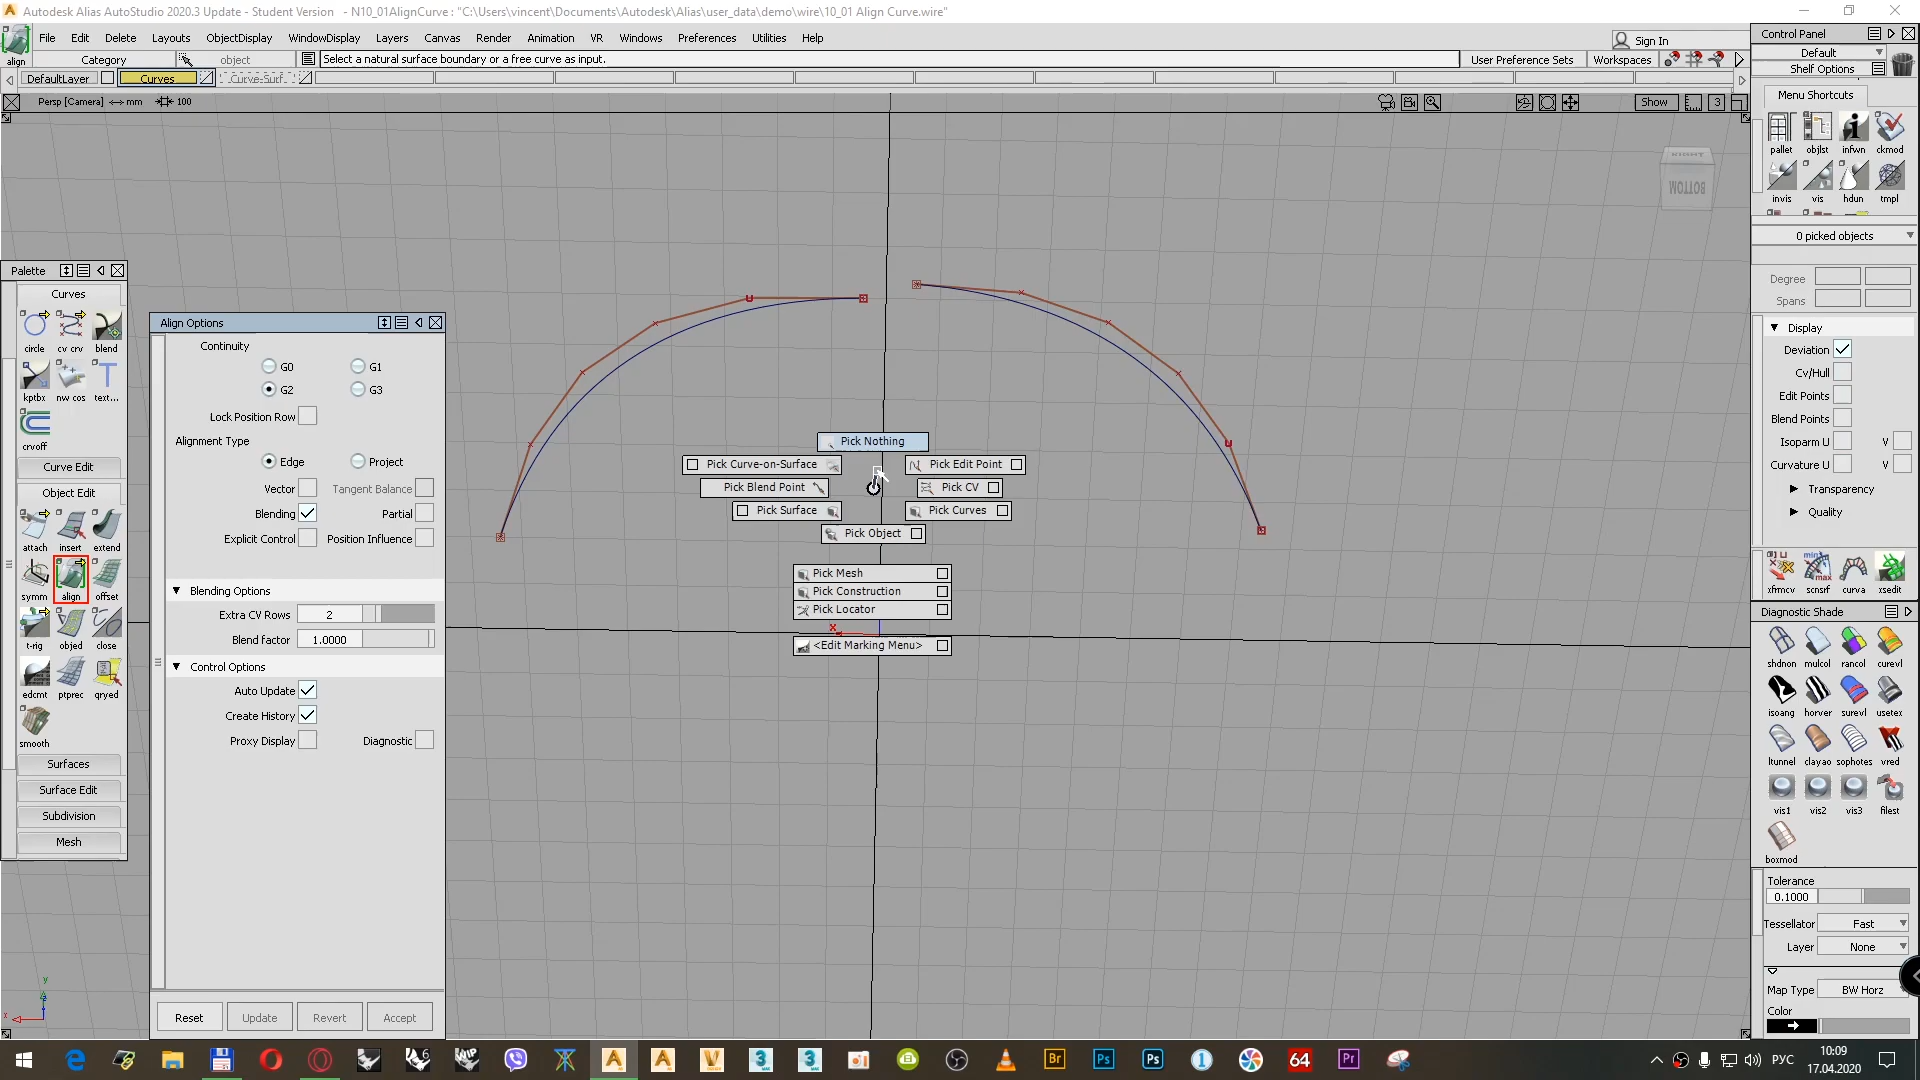 Autodesk Alias AutoStudio 2020.3 Update - Student Version - N10_01AlignCurve : "C:\Users\vincent\Documents\Autodesk\Alias\user_data\demo\wire\10_01 Align Curve.wire"
File Edit Delete Layouts ObjectDisplay WindowDisplay Layers Canvas Render Animation VR Windows Preferences Utilities Help
Sign In
align Category object Select a natural surface boundary or a free curve as input. User Preference Sets Workspaces
DefaultLayer Curves Curve-Surf
Persp [Camera] mm 100 Show 3
Control Panel
Default
Shelf Options
Menu Shortcuts
pallet objlst infwn ckmod
invis vis hdun tmpl
0 picked objects
Degree
Spans
Display
Deviation
Cv/Hull
Edit Points
Blend Points
Isoparm U V
Curvature U V
Transparency
Quality
xfrmcv scnsrf curva xsedit
Diagnostic Shade
shdnon mulcol rancol curevl
isoang horver surevl usetex
ltunnel clayao sophotes vred
vis1 vis2 vis3 filest
boxmod
Tolerance
0.1000
Tessellator Fast
Layer None
Map Type BW Horz
Color
RIGHT
BOTTOM
Palette
Curves
circle cv crv blend
kptbx nw cos text...
crvoff
Curve Edit
Object Edit
attach insert extend
symm align offset
t-rig objed close
edcmt ptprec qryed
smooth
Surfaces
Surface Edit
Subdivision
Mesh
Align Options
Continuity
G0 G1
G2 G3
Lock Position Row
Alignment Type
Edge Project
Vector Tangent Balance
Blending Partial
Explicit Control Position Influence
Blending Options
Extra CV Rows 2
Blend factor 1.0000
Control Options
Auto Update
Create History
Proxy Display Diagnostic
Reset Update Revert Accept
Pick Nothing
Pick Curve-on-Surface Pick Edit Point
Pick Blend Point Pick CV
Pick Surface Pick Curves
Pick Object
Pick Mesh
Pick Construction
Pick Locator
x
<Edit Marking Menu>
y
z
x
РУС
10:09
17.04.2020